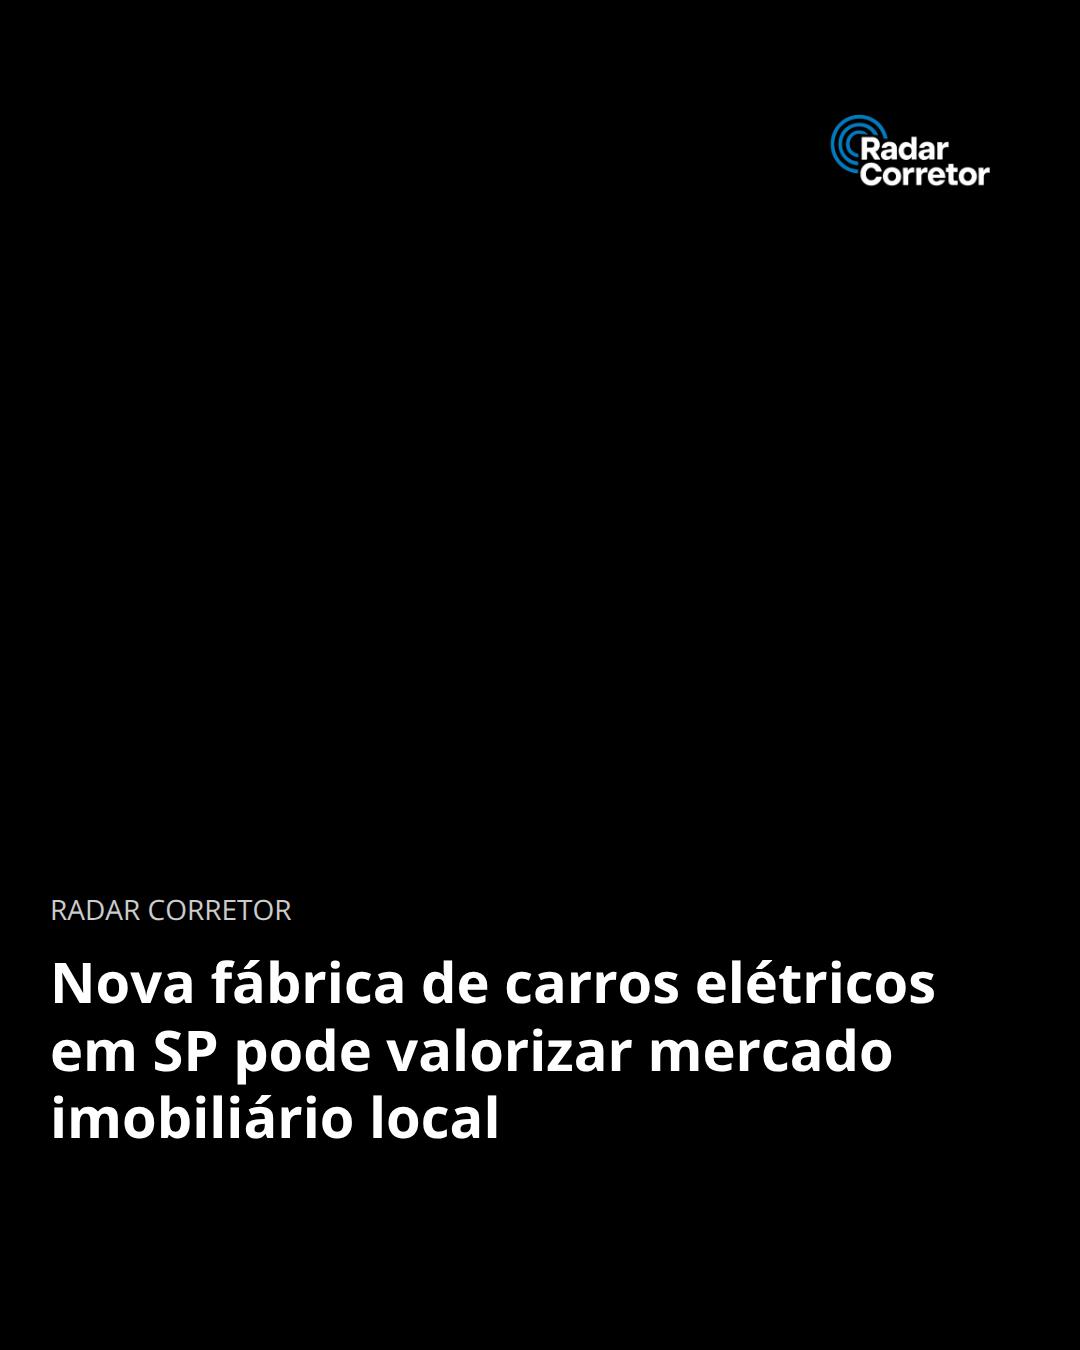 Radar
Corretor
RADAR CORRETOR
Nova fábrica de carros elétricos
em SP pode valorizar mercado
imobiliário local